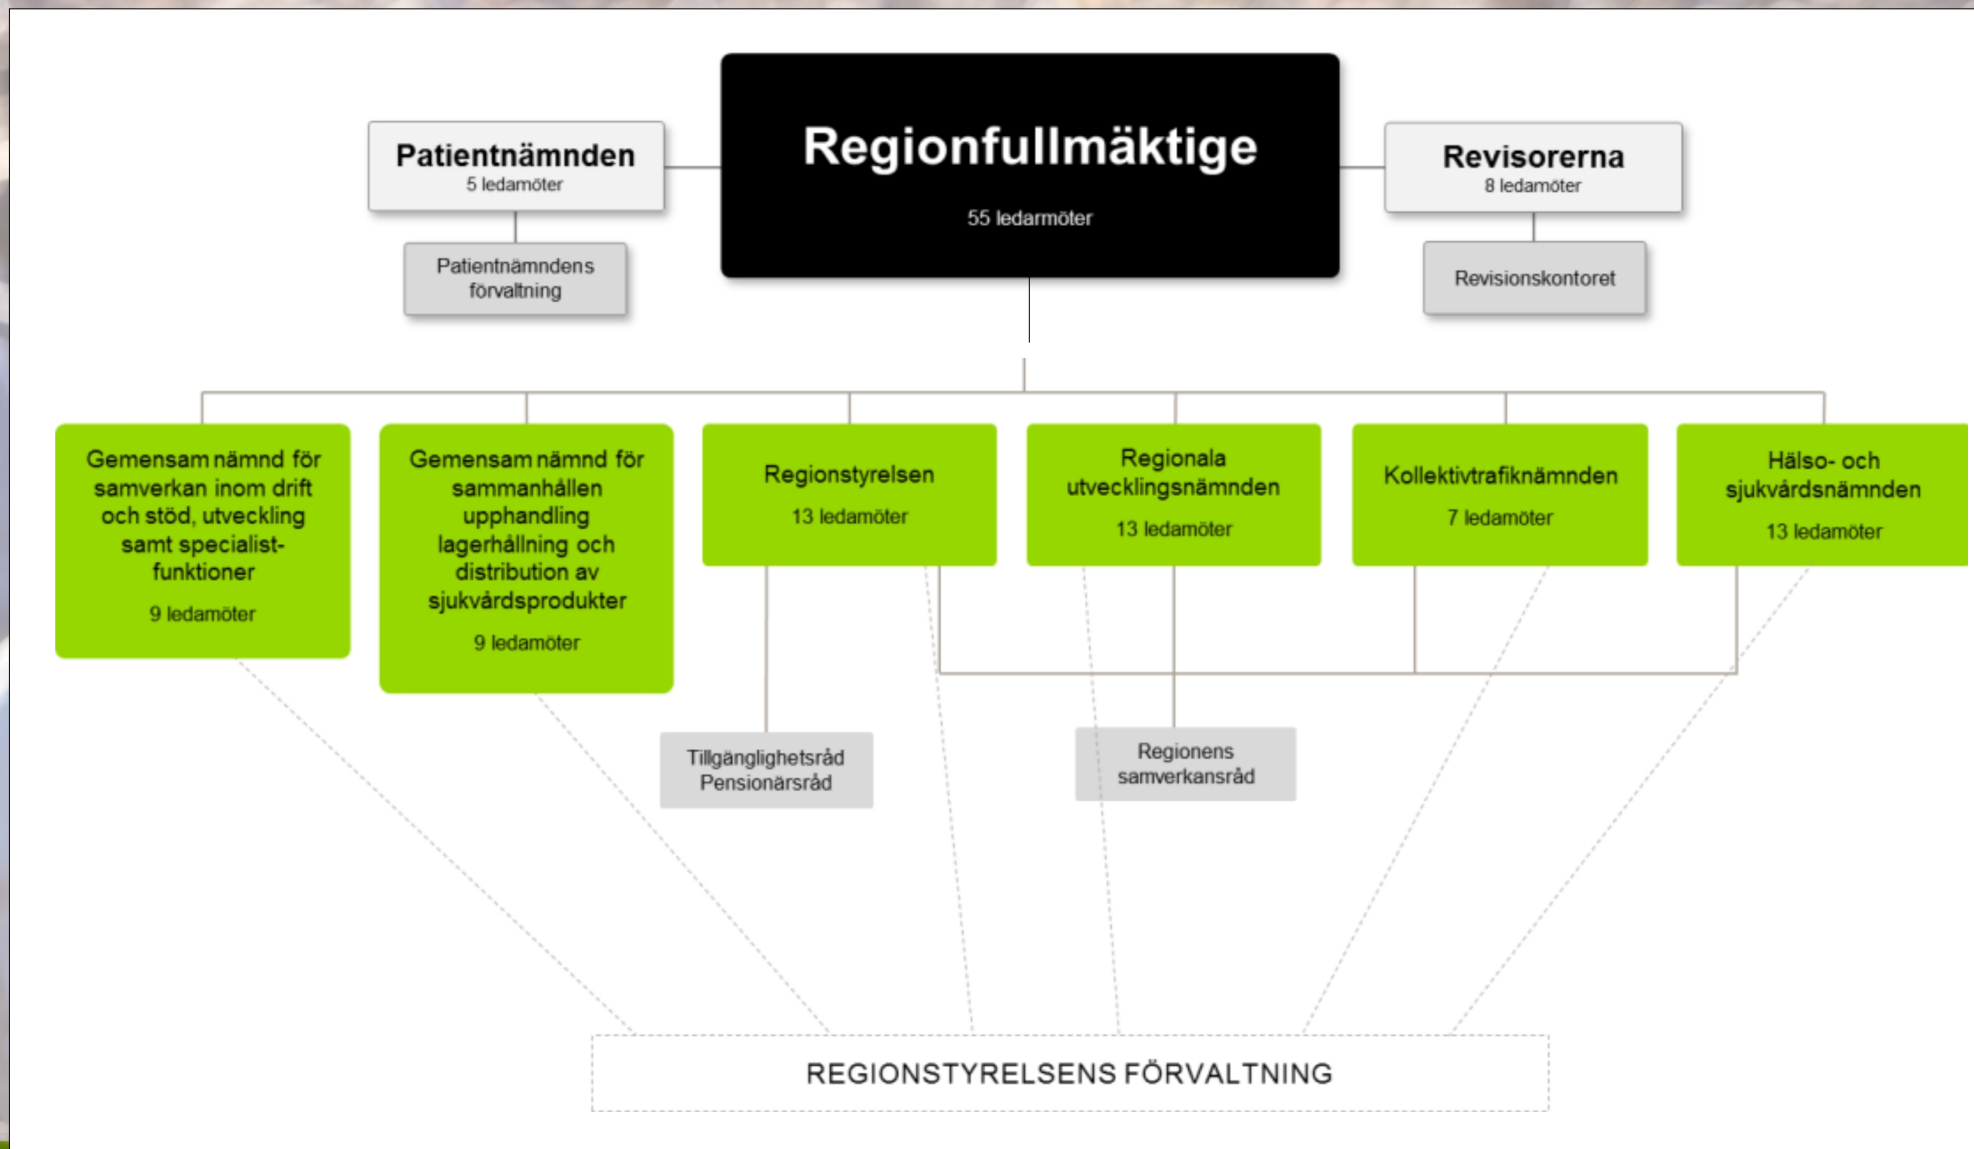 Regionfullmäktige
55 ledarmöter
Patientnämnden
5 ledamöter
Patientnämndens
förvaltning
Revisorerna
8 ledamöter
Revisionskontoret
Gemensam nämnd för
samverkan inom drift
och stöd, utveckling
samt specialist-
funktioner
9 ledamöter
Gemensam nämnd för
sammanhållen
upphandling
lagerhållning och
distribution av
sjukvårdsprodukter
9 ledamöter
Regionstyrelsen
13 ledamöter
Regionala
utvecklingsnämnden
13 ledamöter
Kollektivtrafiknämnden
7 ledamöter
Hälso- och
sjukvårdsnämnden
13 ledamöter
Tillgänglighetsråd
Pensionärsråd
Regionens
samverkansråd
REGIONSTYRELSENS FÖRVALTNING